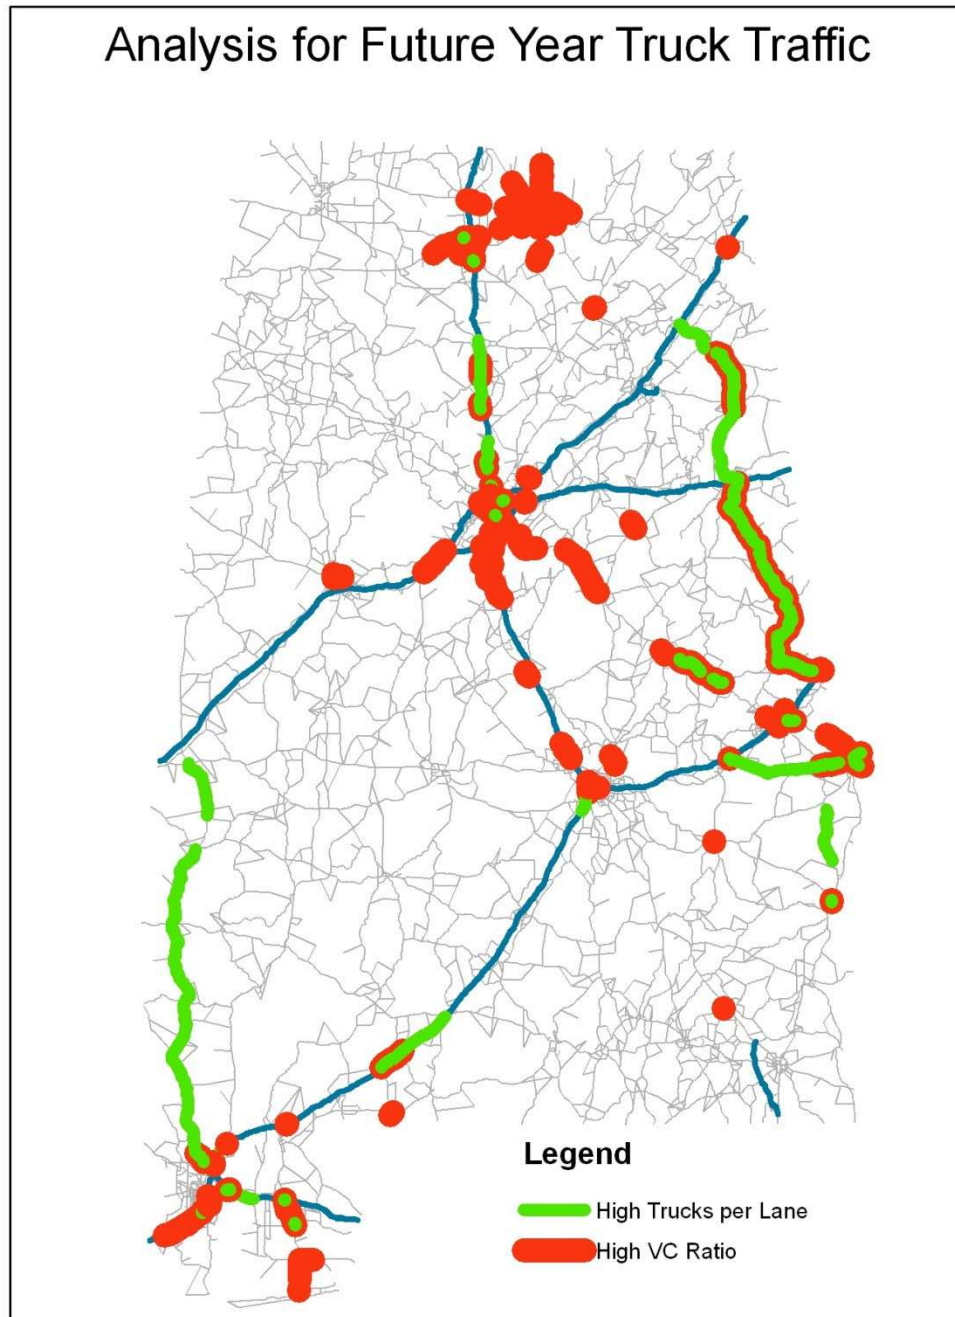 Analysis for Future Year Truck Traffic
Legend
High Trucks per Lane
High VC Ratio